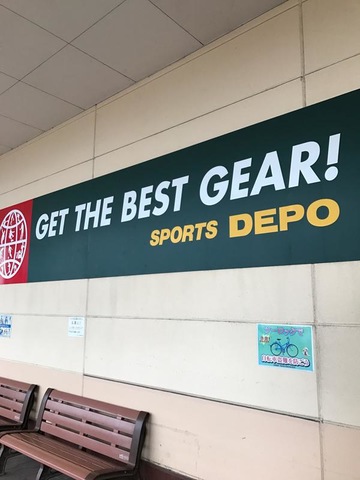 GET THE BEST GEAR!
SPORTS DEPO